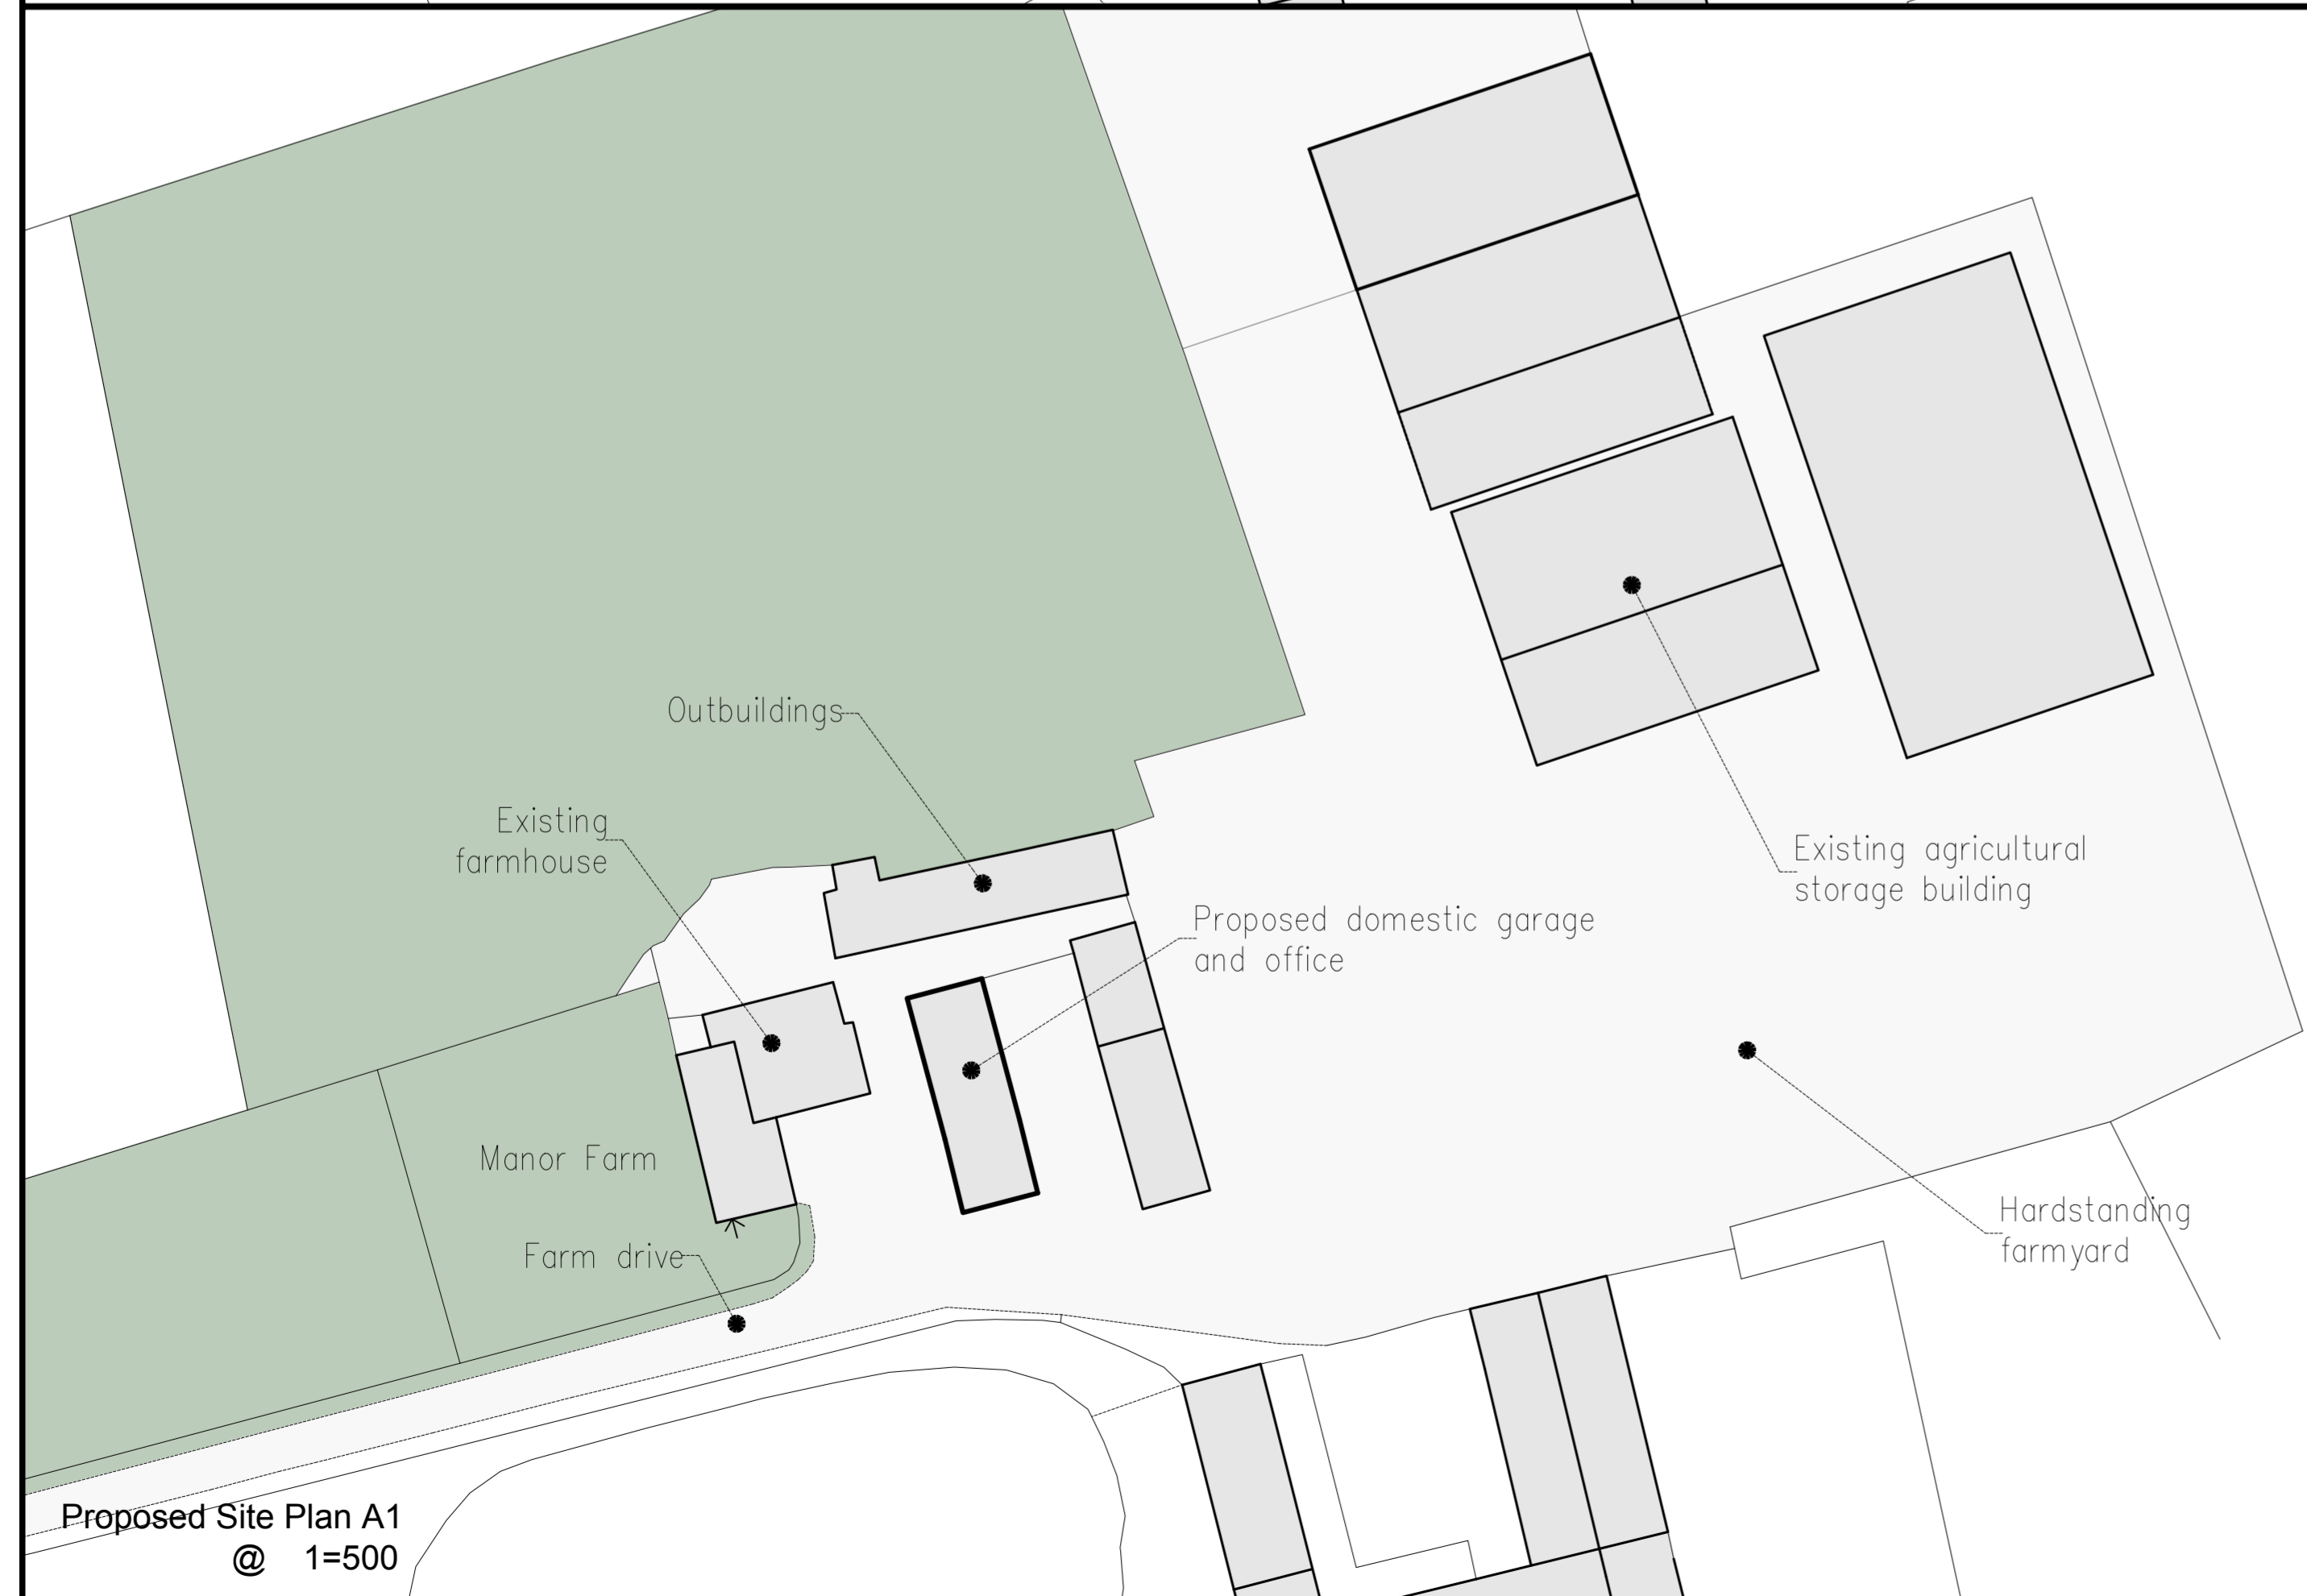 Outbuildings
Existing
farmhouse
Existing agricultural
storage building
Proposed domestic garage
and office
Manor Farm
Hardstanding
farmyard
Farm drive
Proposed Site Plan A1
@ 1=500